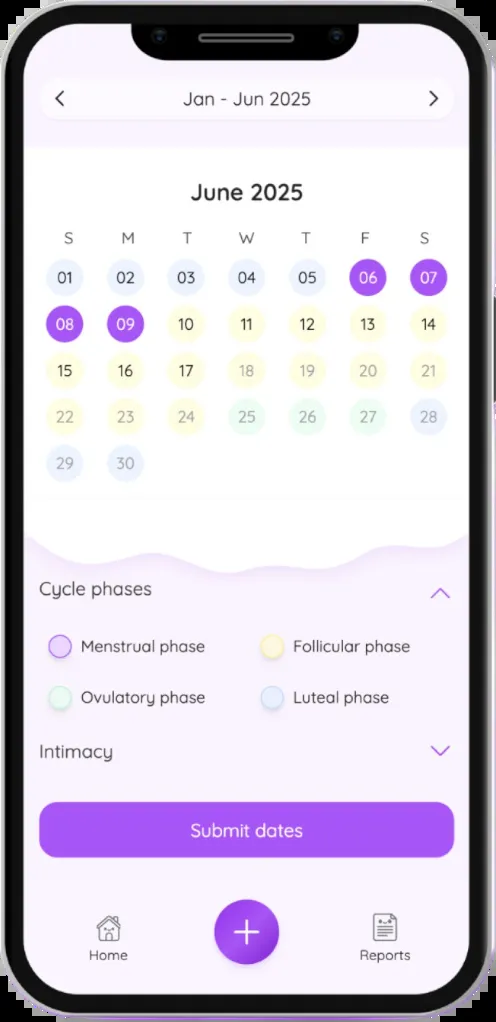 Jan - Jun 2025
June 2025
S M T W T F S
01 02 03 04 05 06 07
08 09 10 11 12 13 14
15 16 17 18 19 20 21
22 23 24 25 26 27 28
29 30
Cycle phases
Menstrual phase Follicular phase
Ovulatory phase Luteal phase
Intimacy
Submit dates
Home Reports